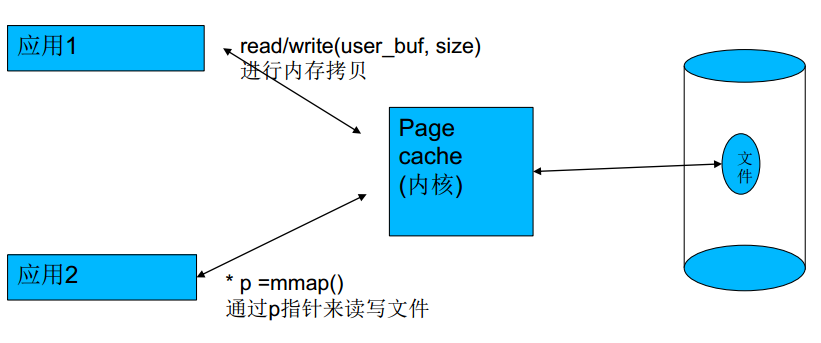 应用1
read/write(user_buf, size)
进行内存拷贝
Page
cache
(内核)
文
件
应用2
* p =mmap()
通过p指针来读写文件